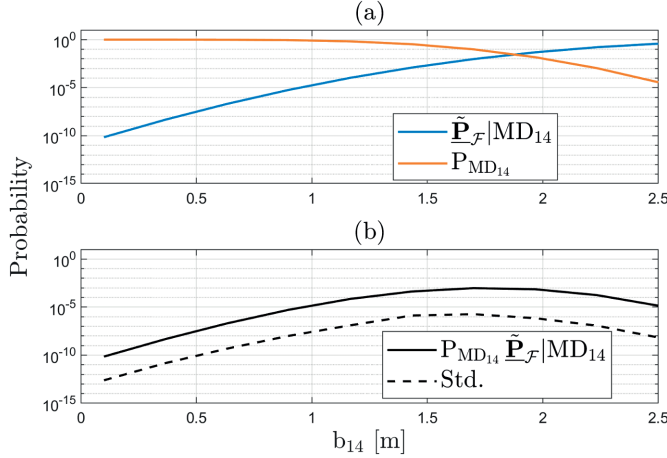 (a)
10^0
10^-5
10^-10
10^-15
0 0.5 1 1.5 2 2.5
P̲̃_ℱ|MD_14
P_MD_14
Probability
(b)
10^0
10^-5
10^-10
10^-15
0 0.5 1 1.5 2 2.5
P_MD_14 P̲̃_ℱ|MD_14
Std.
b_14 [m]